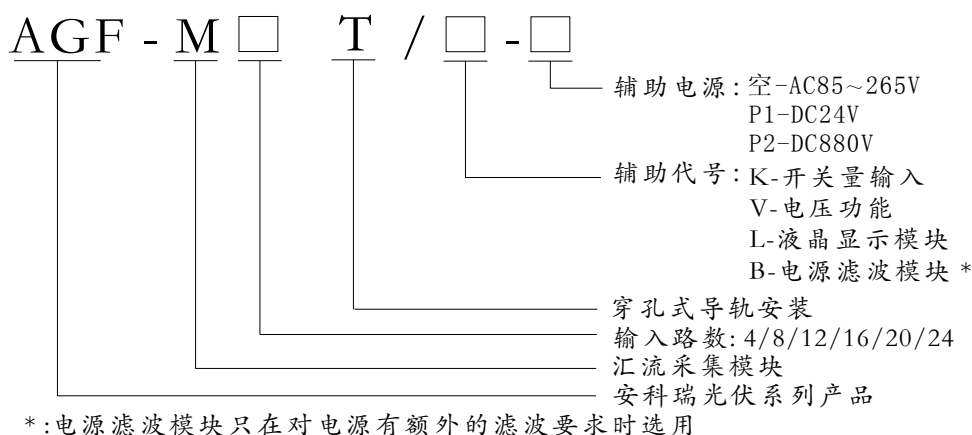 AGF-M□ T/□-□
辅助电源:空-AC85~265V
P1-DC24V
P2-DC880V
辅助代号:K-开关量输入
V-电压功能
L-液晶显示模块
B-电源滤波模块*
穿孔式导轨安装
输入路数:4/8/12/16/20/24
汇流采集模块
安科瑞光伏系列产品
*:电源滤波模块只在对电源有额外的滤波要求时选用